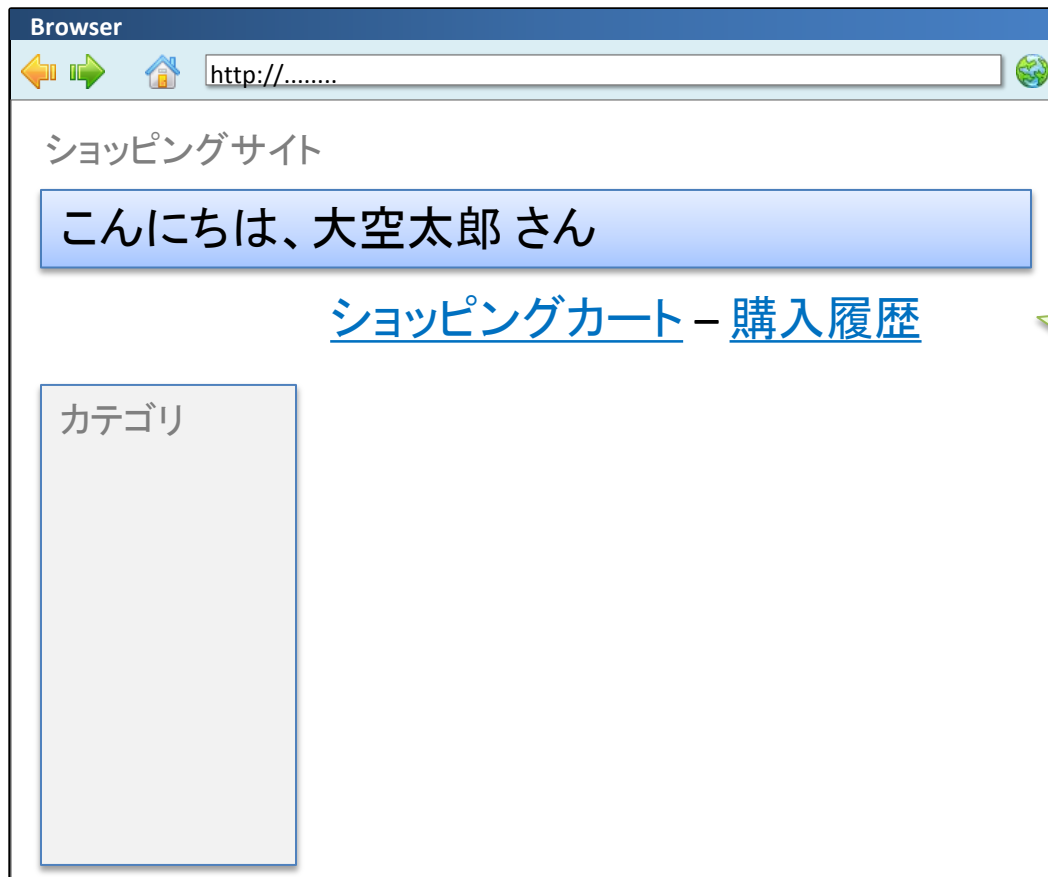 Browser
http://........
ショッピングサイト
こんにちは、大空太郎 さん
ショッピングカート – 購入履歴
カテゴリ